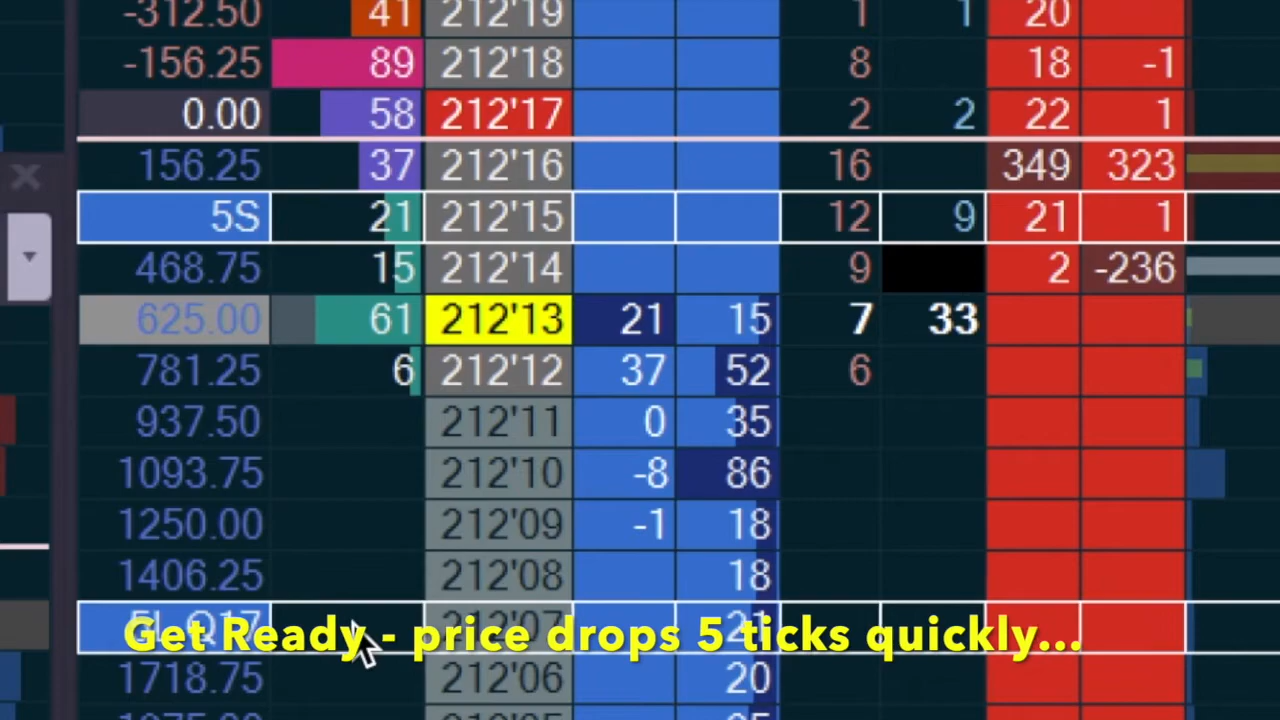 -312.50 41 212'19 1 1 20
-156.25 89 212'18 8 18 -1
0.00 58 212'17 2 2 22 1
156.25 37 212'16 16 349 323
5S 21 212'15 12 9 21 1
468.75 15 212'14 9 2 -236
625.00 61 212'13 21 15 7 33
781.25 6 212'12 37 52 6
937.50 212'11 0 35
1093.75 212'10 -8 86
1250.00 212'09 -1 18
1406.25 212'08 18
212'07
Get Ready - price drops 5 ticks quickly...
1718.75 212'06 20